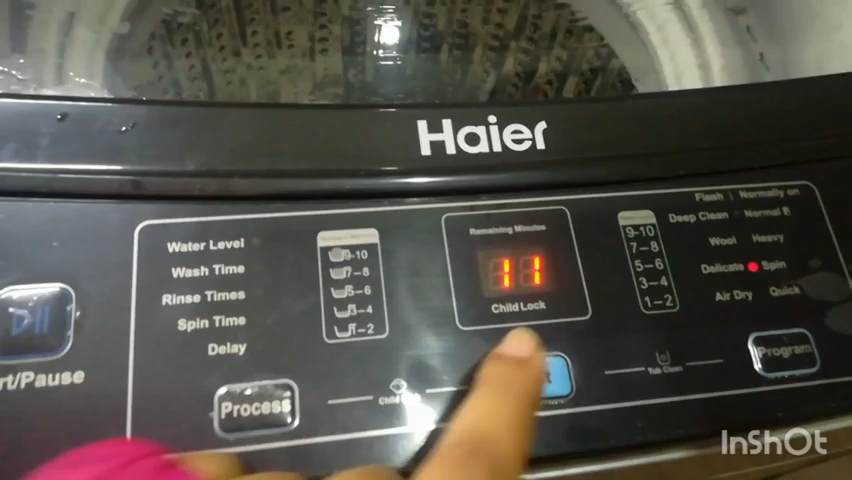 Haier
Water Level
Wash Time
Rinse Times
Spin Time
Delay
9-10
7-8
5-6
3-4
1-2
Remaining Minutes
11
Child Lock
9-10
7-8
5-6
3-4
1-2
Flash Normally on
Deep Clean Normal
Wool Heavy
Delicate Spin
Air Dry Quick
rt/Pause
Process
Child
Tub Clean
Program
InShOt